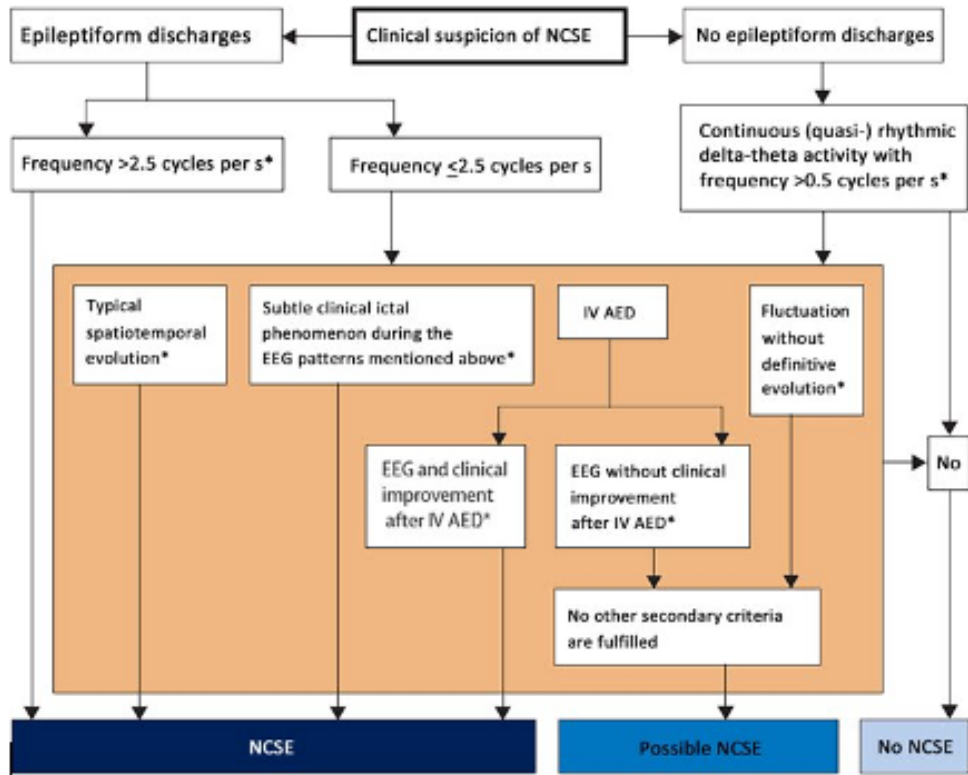 Epileptiform discharges
Clinical suspicion of NCSE
No epileptiform discharges
Frequency >2.5 cycles per s*
Frequency ≤2.5 cycles per s
Continuous (quasi-) rhythmic
delta-theta activity with
frequency >0.5 cycles per s*
Typical
spatiotemporal
evolution*
Subtle clinical ictal
phenomenon during the
EEG patterns mentioned above*
IV AED
Fluctuation
without
definitive
evolution*
EEG and clinical
improvement
after IV AED*
EEG without clinical
improvement
after IV AED*
No
No other secondary criteria
are fulfilled
NCSE
Possible NCSE
No NCSE